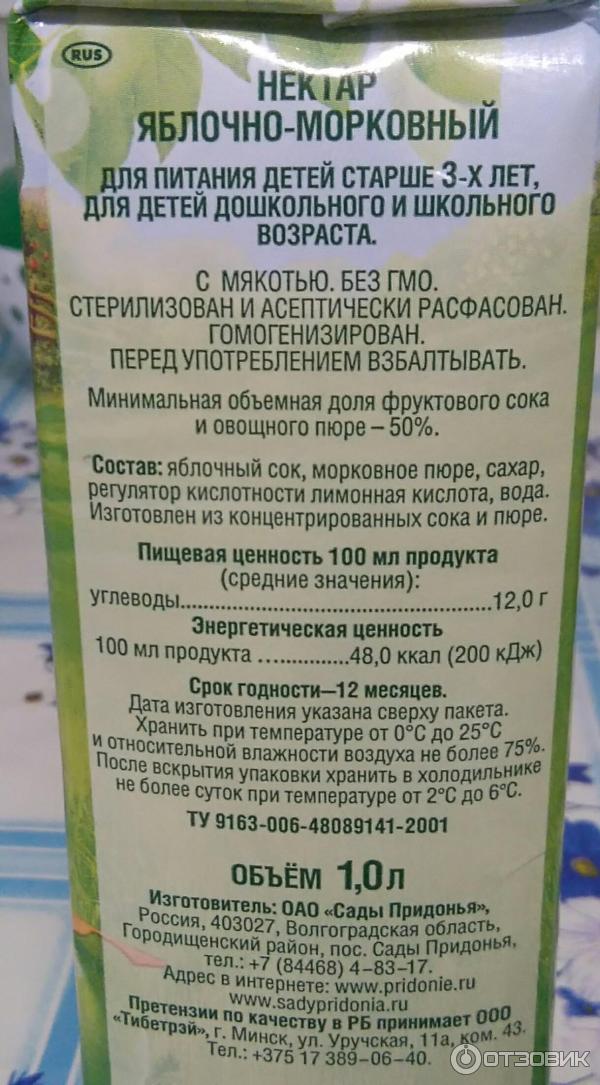 RUS
НЕКТАР
ЯБЛОЧНО-МОРКОВНЫЙ
ДЛЯ ПИТАНИЯ ДЕТЕЙ СТАРШЕ 3-Х ЛЕТ,
ДЛЯ ДЕТЕЙ ДОШКОЛЬНОГО И ШКОЛЬНОГО
ВОЗРАСТА.
С МЯКОТЬЮ. БЕЗ ГМО.
СТЕРИЛИЗОВАН И АСЕПТИЧЕСКИ РАСФАСОВАН.
ГОМОГЕНИЗИРОВАН.
ПЕРЕД УПОТРЕБЛЕНИЕМ ВЗБАЛТЫВАТЬ.
Минимальная объемная доля фруктового сока
и овощного пюре – 50%.
Состав: яблочный сок, морковное пюре, сахар,
регулятор кислотности лимонная кислота, вода.
Изготовлен из концентрированных сока и пюре.
Пищевая ценность 100 мл продукта
(средние значения):
углеводы..................................................12,0 г
Энергетическая ценность
100 мл продукта ................48,0 ккал (200 кДж)
Срок годности—12 месяцев.
Дата изготовления указана сверху пакета.
Хранить при температуре от 0°С до 25°С
и относительной влажности воздуха не более 75%.
После вскрытия упаковки хранить в холодильнике
не более суток при температуре от 2°С до 6°С.
ТУ 9163-006-48089141-2001
ОБЪЁМ 1,0 л
Изготовитель: ОАО «Сады Придонья»,
Россия, 403027, Волгоградская область,
Городищенский район, пос. Сады Придонья,
тел.: +7 (84468) 4-83-17.
Адрес в интернете: www.pridonie.ru
www.sadypridonia.ru
Претензии по качеству в РБ принимает ООО
«Тибетрэй», г. Минск, ул. Уручская, 11а, ком. 43.
Тел.: +375 17 389-06-40.
ОТЗОВИК